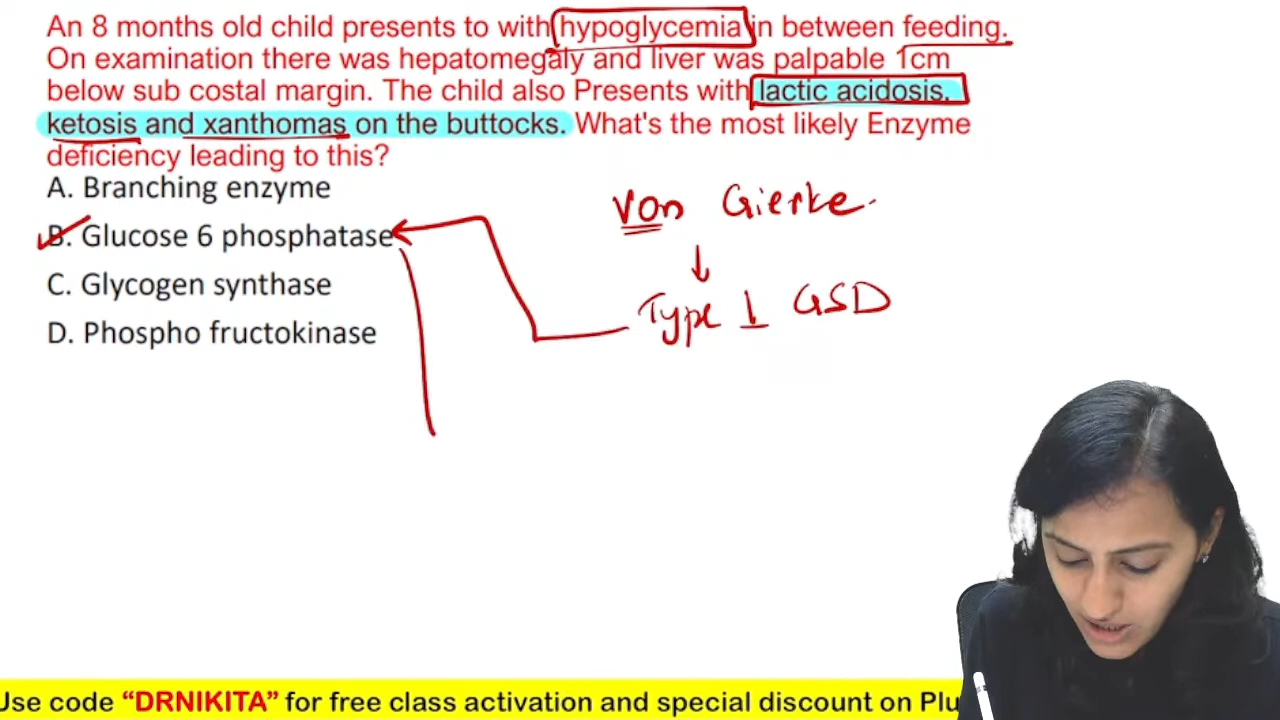 An 8 months old child presents to with hypoglycemia in between feeding.
On examination there was hepatomegaly and liver was palpable 1cm
below sub costal margin. The child also Presents with lactic acidosis,
ketosis and xanthomas on the buttocks. What's the most likely Enzyme
deficiency leading to this?
A. Branching enzyme
B. Glucose 6 phosphatase
C. Glycogen synthase
D. Phospho fructokinase
Von Gierke
Type I GSD
Use code “DRNIKITA” for free class activation and special discount on Plu